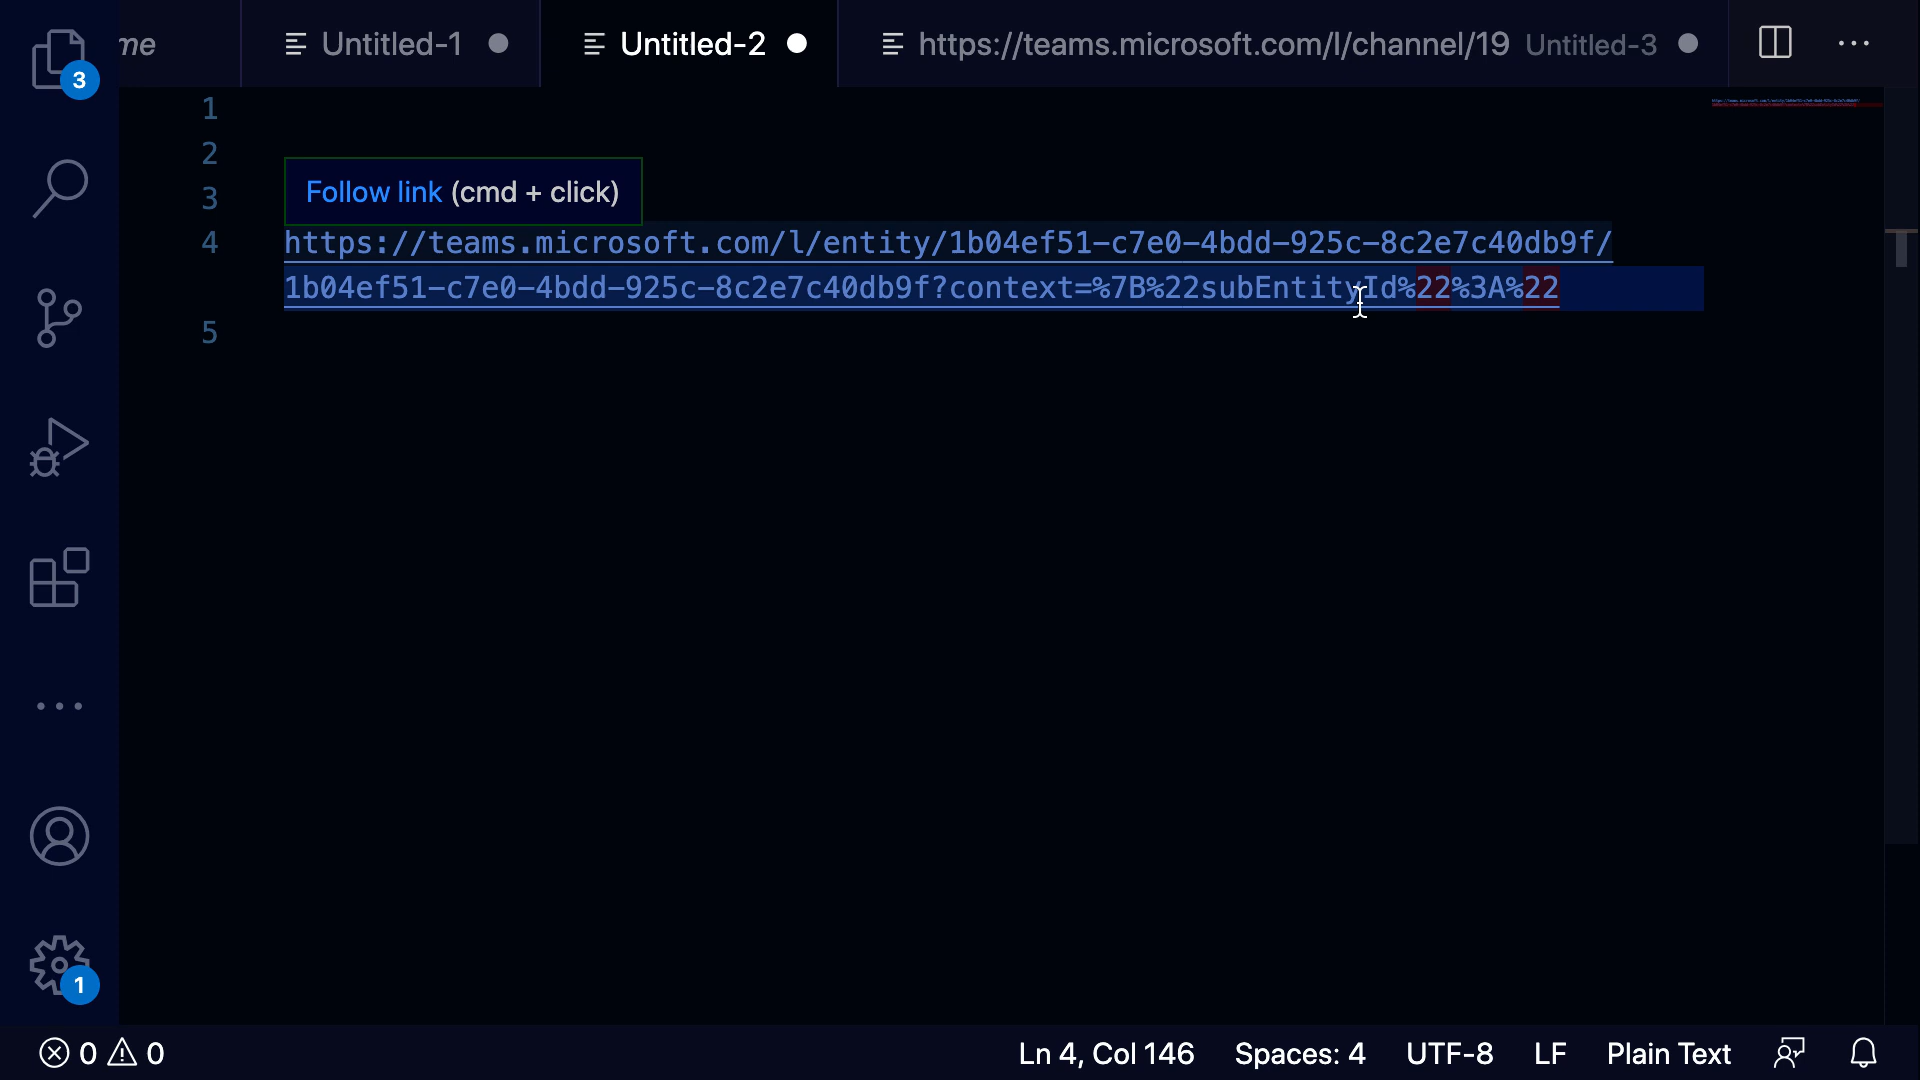 me
Untitled-1
Untitled-2
https://teams.microsoft.com/l/channel/19 Untitled-3
3
1
2
Follow link (cmd + click)
3
4 https://teams.microsoft.com/l/entity/1b04ef51-c7e0-4bdd-925c-8c2e7c40db9f/
1b04ef51-c7e0-4bdd-925c-8c2e7c40db9f?context=%7B%22subEntityId%22%3A%22
5
1
0 0
Ln 4, Col 146 Spaces: 4 UTF-8 LF Plain Text